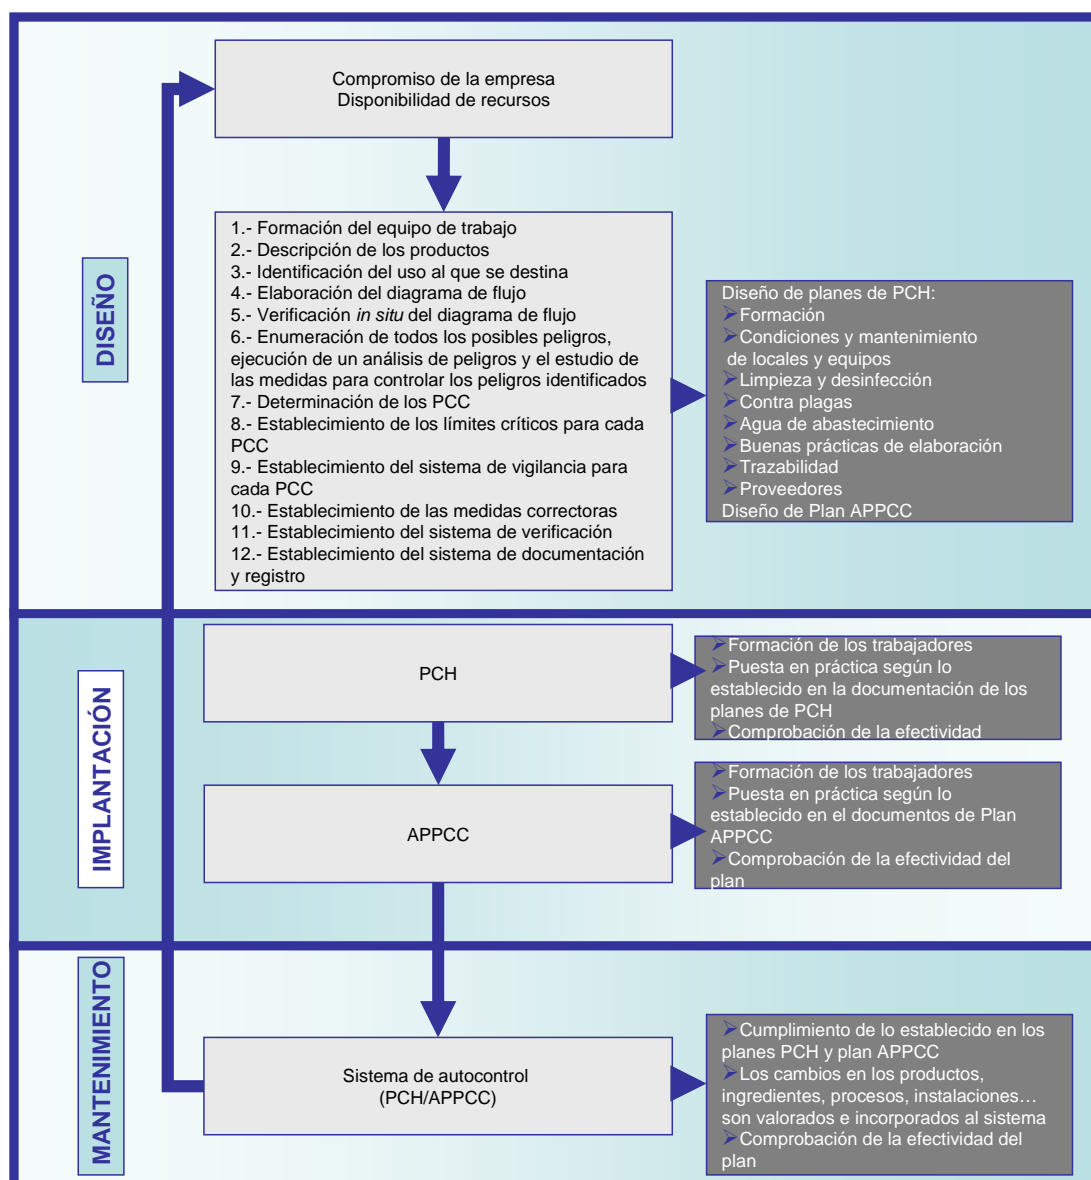 Compromiso de la empresa
Disponibilidad de recursos
DISEÑO
1.- Formación del equipo de trabajo
2.- Descripción de los productos
3.- Identificación del uso al que se destina
4.- Elaboración del diagrama de flujo
5.- Verificación in situ del diagrama de flujo
6.- Enumeración de todos los posibles peligros,
ejecución de un análisis de peligros y el estudio de
las medidas para controlar los peligros identificados
7.- Determinación de los PCC
8.- Establecimiento de los límites críticos para cada
PCC
9.- Establecimiento del sistema de vigilancia para
cada PCC
10.- Establecimiento de las medidas correctoras
11.- Establecimiento del sistema de verificación
12.- Establecimiento del sistema de documentación
y registro
Diseño de planes de PCH:
➢Formación
➢Condiciones y mantenimiento
de locales y equipos
➢Limpieza y desinfección
➢Contra plagas
➢Agua de abastecimiento
➢Buenas prácticas de elaboración
➢Trazabilidad
➢Proveedores
Diseño de Plan APPCC
IMPLANTACIÓN
PCH
➢Formación de los trabajadores
➢Puesta en práctica según lo
establecido en la documentación de los
planes de PCH
➢Comprobación de la efectividad
APPCC
➢Formación de los trabajadores
➢Puesta en práctica según lo
establecido en el documentos de Plan
APPCC
➢Comprobación de la efectividad del
plan
MANTENIMIENTO
Sistema de autocontrol
(PCH/APPCC)
➢Cumplimiento de lo establecido en los
planes PCH y plan APPCC
➢Los cambios en los productos,
ingredientes, procesos, instalaciones…
son valorados e incorporados al sistema
➢Comprobación de la efectividad del
plan